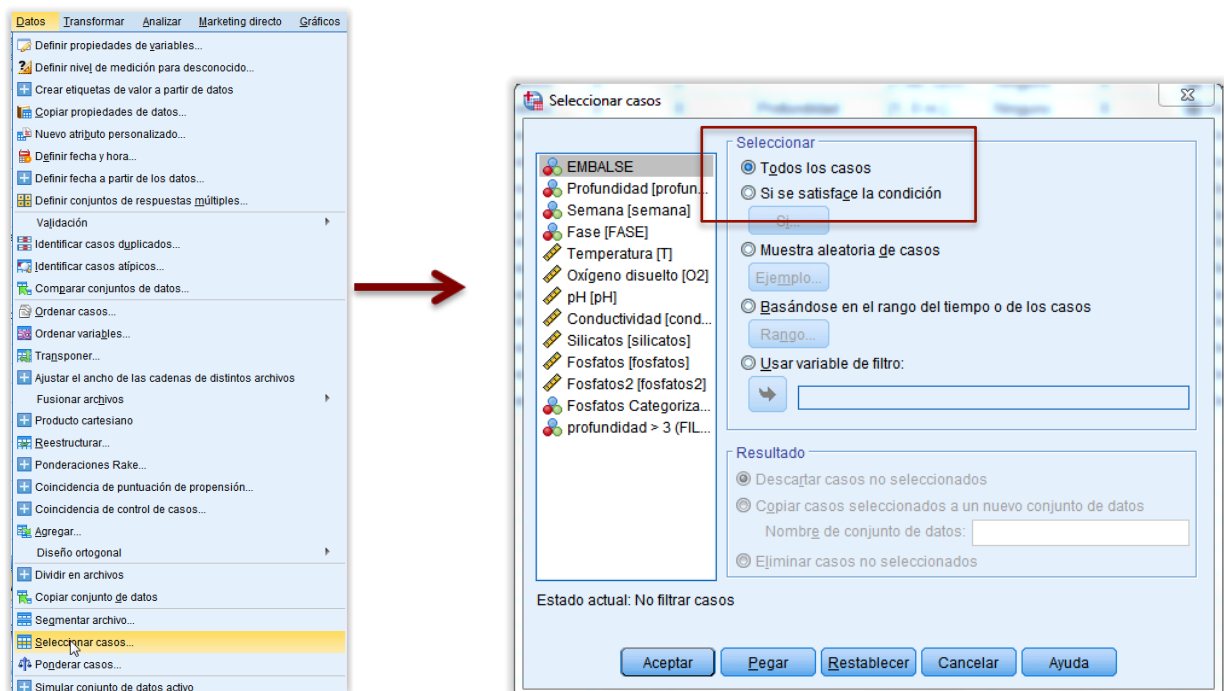 Datos Transformar Analizar Marketing directo Gráficos
Definir propiedades de variables...
Definir nivel de medición para desconocido...
Crear etiquetas de valor a partir de datos
Copiar propiedades de datos...
Nuevo atributo personalizado...
Definir fecha y hora...
Definir fecha a partir de los datos...
Definir conjuntos de respuestas múltiples...
Validación
Identificar casos duplicados...
Identificar casos atípicos...
Comparar conjuntos de datos...
Ordenar casos...
Ordenar variables...
Transponer...
Ajustar el ancho de las cadenas de distintos archivos
Fusionar archivos
Producto cartesiano
Reestructurar...
Ponderaciones Rake...
Coincidencia de puntuación de propensión...
Coincidencia de control de casos...
Agregar...
Diseño ortogonal
Dividir en archivos
Copiar conjunto de datos
Segmentar archivo...
Seleccionar casos...
Ponderar casos...
Simular conjunto de datos activo
Seleccionar casos
EMBALSE
Profundidad [profun...
Semana [semana]
Fase [FASE]
Temperatura [T]
Oxígeno disuelto [O2]
pH [pH]
Conductividad [cond...
Silicatos [silicatos]
Fosfatos [fosfatos]
Fosfatos2 [fosfatos2]
Fosfatos Categoriza...
profundidad > 3 (FIL...
Seleccionar
Todos los casos
Si se satisface la condición
Si...
Muestra aleatoria de casos
Ejemplo...
Basándose en el rango del tiempo o de los casos
Rango...
Usar variable de filtro:
Resultado
Descartar casos no seleccionados
Copiar casos seleccionados a un nuevo conjunto de datos
Nombre de conjunto de datos:
Eliminar casos no seleccionados
Estado actual: No filtrar casos
Aceptar Pegar Restablecer Cancelar Ayuda